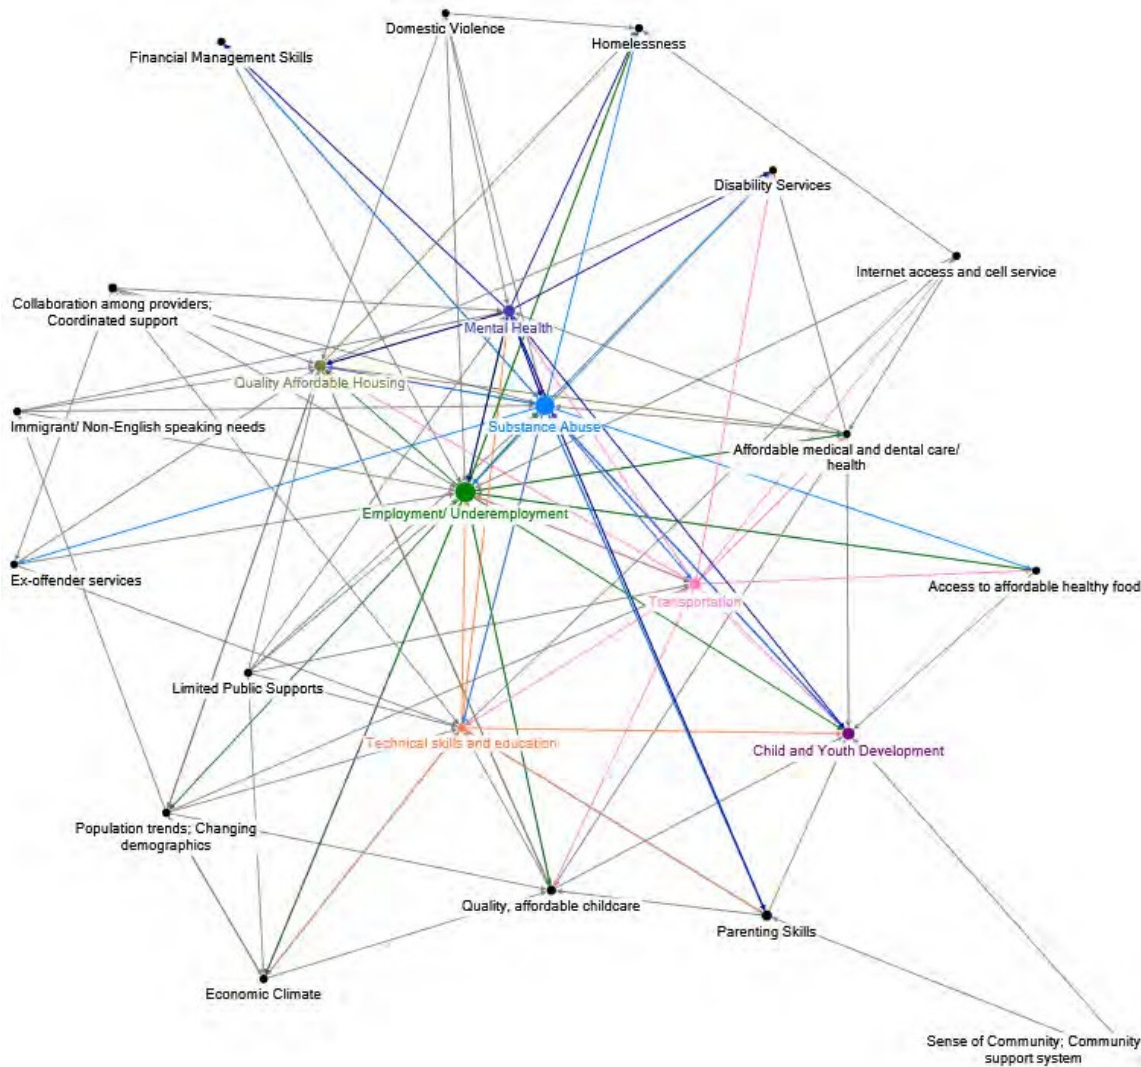 Domestic Violence
Homelessness
Financial Management Skills
Disability Services
Internet access and cell service
Collaboration among providers;
Coordinated support
Mental Health
Quality Affordable Housing
Immigrant/ Non-English speaking needs
Substance Abuse
Affordable medical and dental care/
health
Employment/ Underemployment
Ex-offender services
Access to affordable healthy food
Transportation
Limited Public Supports
Technical skills and education
Child and Youth Development
Population trends; Changing
demographics
Quality, affordable childcare
Parenting Skills
Economic Climate
Sense of Community; Community
support system